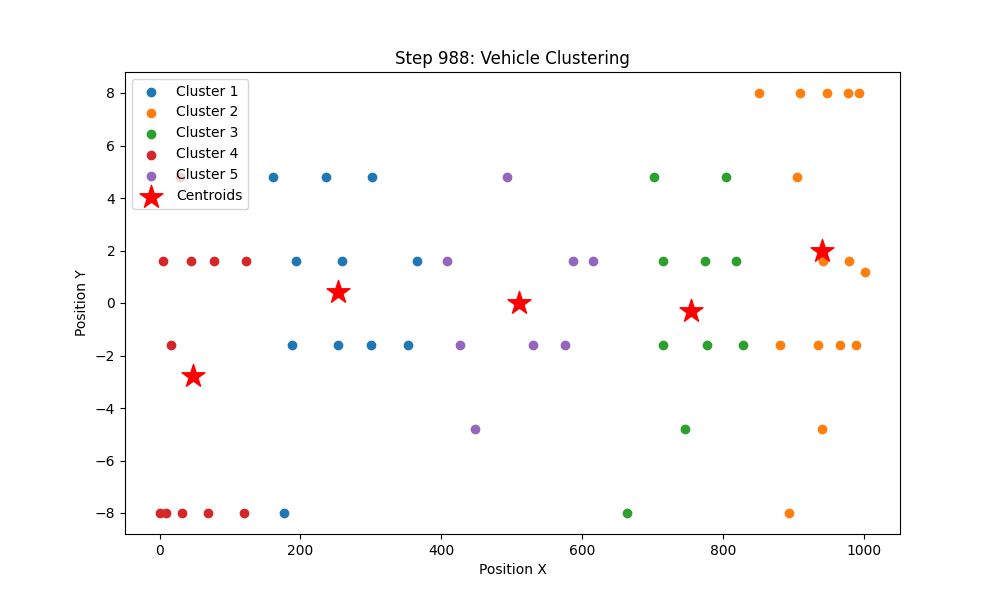 Step 988: Vehicle Clustering
Cluster 1
Cluster 2
Cluster 3
Cluster 4
Cluster 5
Centroids
8
6
4
2
0
−2
−4
−6
−8
Position Y
0 200 400 600 800 1000
Position X